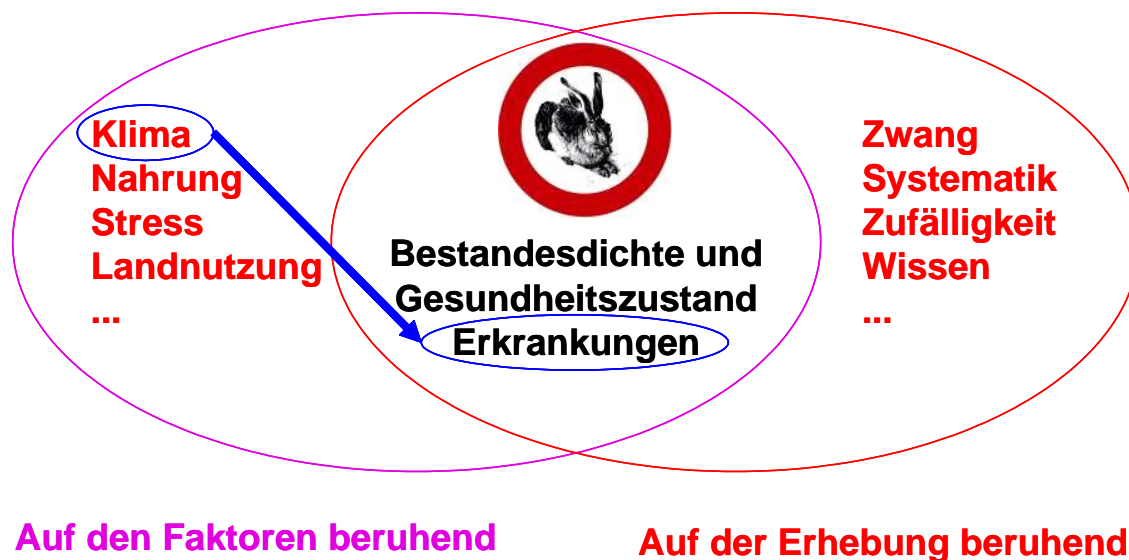 Klima
Nahrung
Stress
Landnutzung
...
Bestandesdichte und
Gesundheitszustand
Erkrankungen
Zwang
Systematik
Zufälligkeit
Wissen
...
Auf den Faktoren beruhend
Auf der Erhebung beruhend